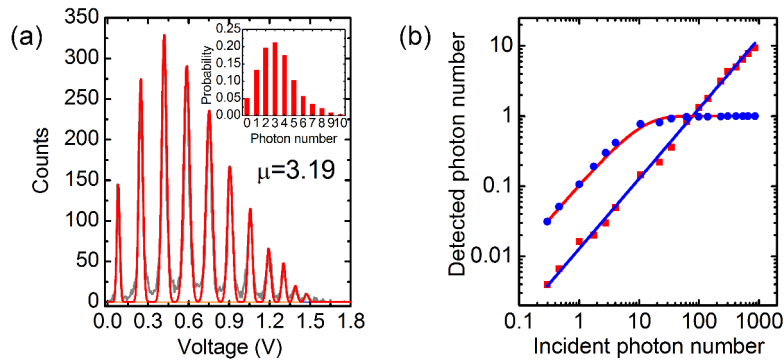 (a)
350
300
250
200
150
100
50
0
Counts
0.0 0.3 0.6 0.9 1.2 1.5 1.8
Voltage (V)
0.25
0.20
0.15
0.10
0.05
0.00
Probability
0 1 2 3 4 5 6 7 8 9 10
Photon number
μ=3.19
(b)
10
1
0.1
0.01
Detected photon number
0.1 1 10 100 1000
Incident photon number